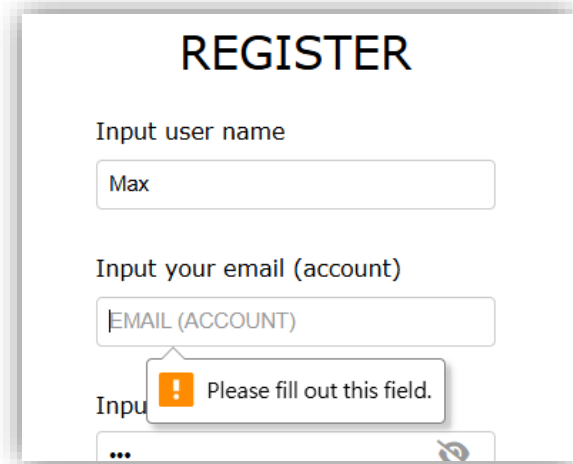 REGISTER
Input user name
Max
Input your email (account)
EMAIL (ACCOUNT)
Please fill out this field.